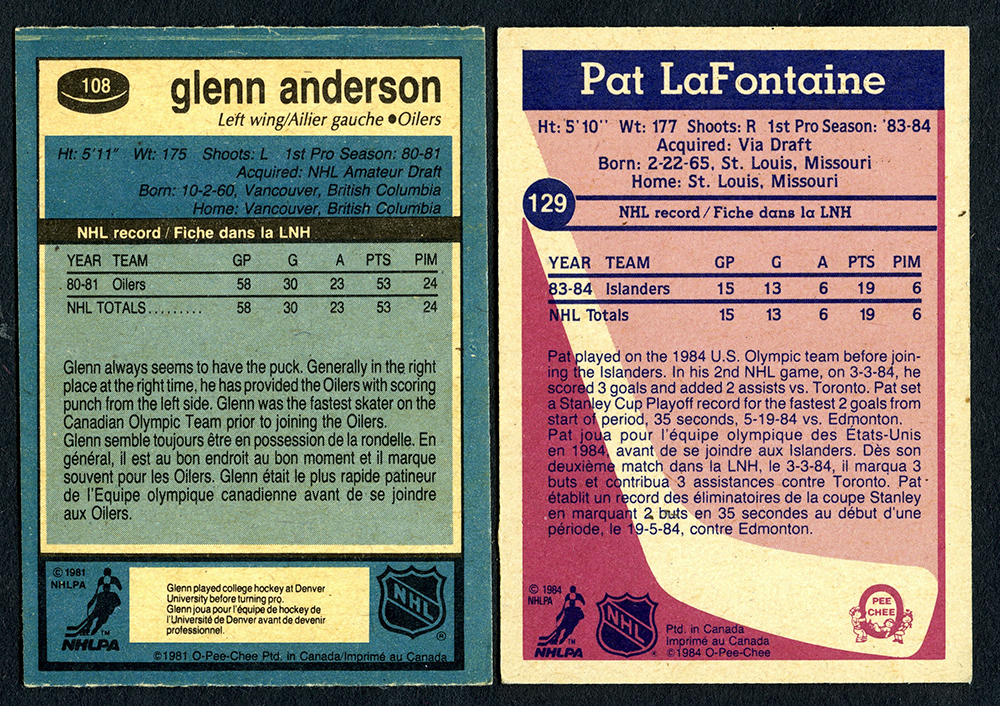 108
glenn anderson
Left wing/Ailier gauche ●Oilers
Ht: 5'11" Wt: 175 Shoots: L 1st Pro Season: 80-81
Acquired: NHL Amateur Draft
Born: 10-2-60, Vancouver, British Columbia
Home: Vancouver, British Columbia
NHL record / Fiche dans la LNH
YEAR TEAM GP G A PTS PIM
80-81 Oilers 58 30 23 53 24
NHL TOTALS......... 58 30 23 53 24
Glenn always seems to have the puck. Generally in the right
place at the right time, he has provided the Oilers with scoring
punch from the left side. Glenn was the fastest skater on the
Canadian Olympic Team prior to joining the Oilers.
Glenn semble toujours être en possession de la rondelle. En
général, il est au bon endroit au bon moment et il marque
souvent pour les Oilers. Glenn était le plus rapide patineur
de l'Equipe olympique canadienne avant de se joindre
aux Oilers.
© 1981
NHLPA
TM
NHLPA
Glenn played college hockey at Denver
University before turning pro.
Glenn joua pour l'équipe de hockey de
l'Université de Denver avant de devenir
professionnel.
NHL
®
©1981 O-Pee-Chee Ptd. in Canada/Imprimé au Canada
Pat LaFontaine
Ht: 5'10'' Wt: 177 Shoots: R 1st Pro Season: '83-84
Acquired: Via Draft
Born: 2-22-65, St. Louis, Missouri
Home: St. Louis, Missouri
129
NHL record / Fiche dans la LNH
YEAR TEAM GP G A PTS PIM
83-84 Islanders 15 13 6 19 6
NHL Totals 15 13 6 19 6
Pat played on the 1984 U.S. Olympic team before join-
ing the Islanders. In his 2nd NHL game, on 3-3-84, he
scored 3 goals and added 2 assists vs. Toronto. Pat set
a Stanley Cup Playoff record for the fastest 2 goals from
start of period, 35 seconds, 5-19-84 vs. Edmonton.
Pat joua pour l'équipe olympique des États-Unis
en 1984, avant de se joindre aux Islanders. Dès son
deuxième match dans la LNH, le 3-3-84, il marqua 3
buts et contribua 3 assistances contre Toronto. Pat
établit un record des éliminatoires de la coupe Stanley
en marquant 2 buts en 35 secondes au début d'une
période, le 19-5-84, contre Edmonton.
© 1984
NHLPA
TM
NHLPA
NHL
®
Ptd. in Canada
Imprimé au Canada
©1984 O-Pee-Chee
O
PEE
CHEE